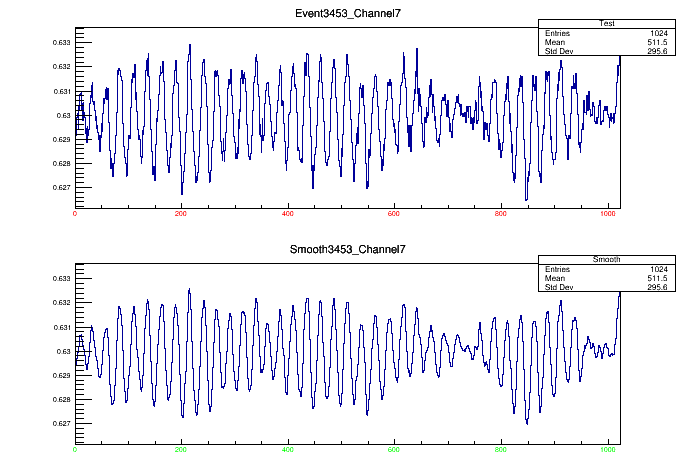 Event3453_Channel7
Test
Entries 1024
Mean 511.5
Std Dev 295.6
0.633
0.632
0.631
0.63
0.629
0.628
0.627
0 200 400 600 800 1000
Smooth3453_Channel7
Smooth
Entries 1024
Mean 511.5
Std Dev 295.6
0.633
0.632
0.631
0.63
0.629
0.628
0.627
0 200 400 600 800 1000